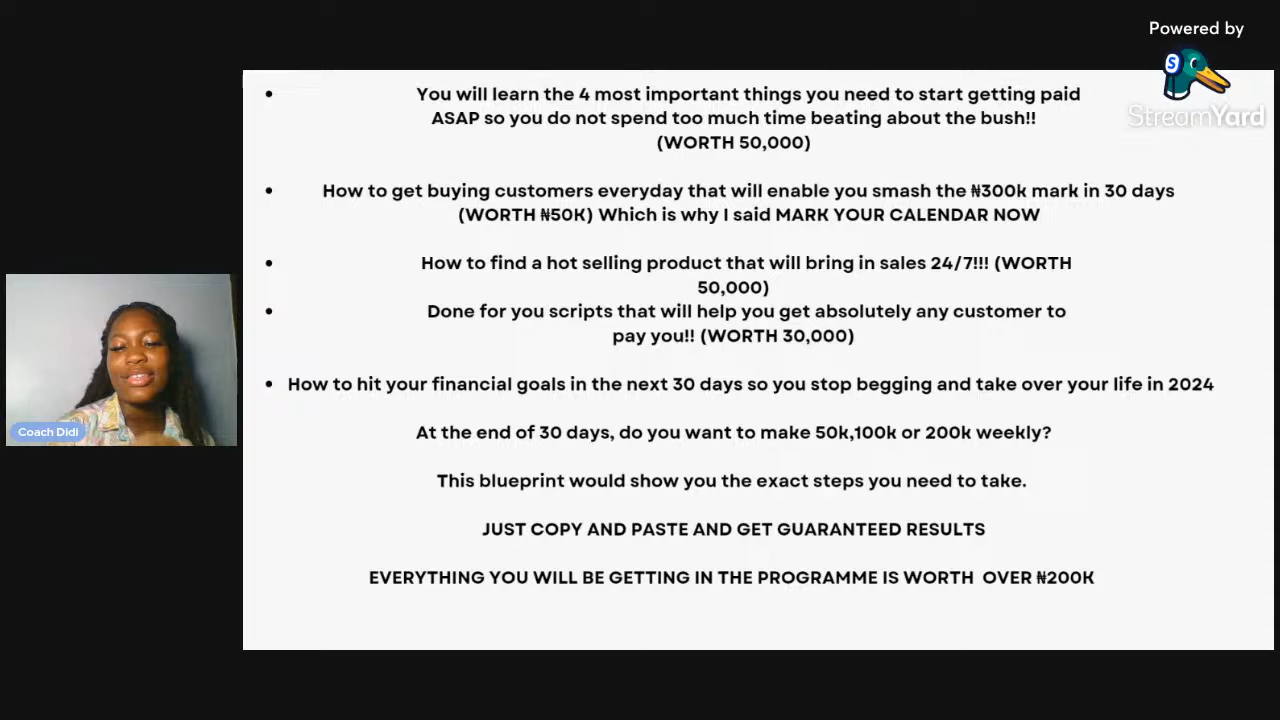 Powered by
StreamYard
You will learn the 4 most important things you need to start getting paid
ASAP so you do not spend too much time beating about the bush!!
(WORTH 50,000)
How to get buying customers everyday that will enable you smash the ₦300k mark in 30 days
(WORTH ₦50K) Which is why I said MARK YOUR CALENDAR NOW
How to find a hot selling product that will bring in sales 24/7!!! (WORTH
50,000)
Done for you scripts that will help you get absolutely any customer to
pay you!! (WORTH 30,000)
How to hit your financial goals in the next 30 days so you stop begging and take over your life in 2024
At the end of 30 days, do you want to make 50k,100k or 200k weekly?
This blueprint would show you the exact steps you need to take.
JUST COPY AND PASTE AND GET GUARANTEED RESULTS
EVERYTHING YOU WILL BE GETTING IN THE PROGRAMME IS WORTH OVER ₦200K
Coach Didi